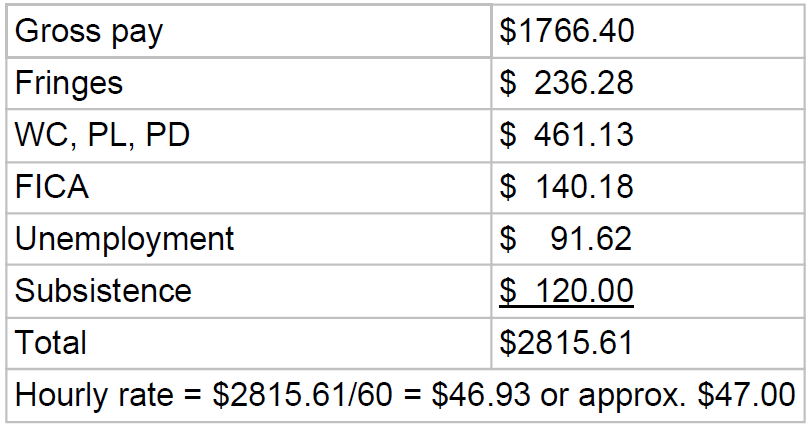 Gross pay $1766.40
Fringes $ 236.28
WC, PL, PD $ 461.13
FICA $ 140.18
Unemployment $ 91.62
Subsistence $ 120.00
Total $2815.61
Hourly rate = $2815.61/60 = $46.93 or approx. $47.00